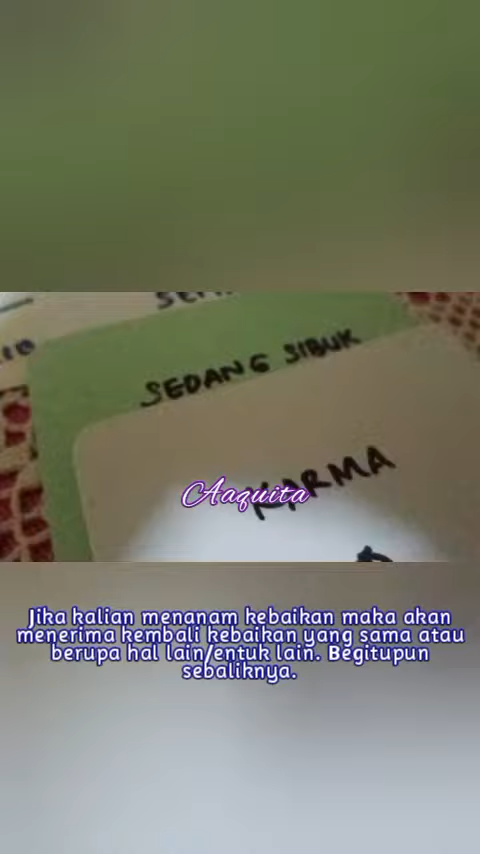 SEDANG SIBUK
KARMA
Aaquita
Jika kalian menanam kebaikan maka akan
menerima kembali kebaikan yang sama atau
berupa hal lain/entuk lain. Begitupun
sebaliknya.